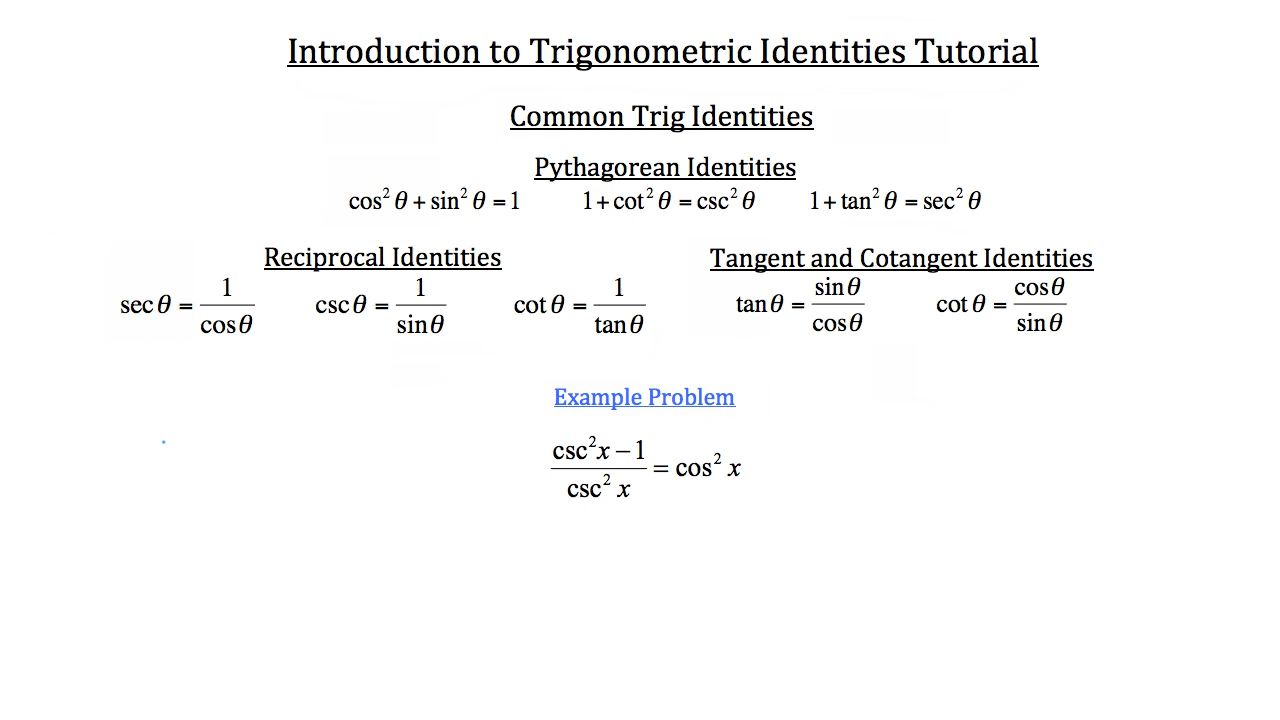 Introduction to Trigonometric Identities Tutorial
Common Trig Identities
Pythagorean Identities
cos² θ + sin² θ = 1    1 + cot² θ = csc² θ    1 + tan² θ = sec² θ
Reciprocal Identities    Tangent and Cotangent Identities
sec θ = 1/cos θ    csc θ = 1/sin θ    cot θ = 1/tan θ    tan θ = sin θ/cos θ    cot θ = cos θ/sin θ
Example Problem
(csc²x − 1)/(csc² x) = cos² x